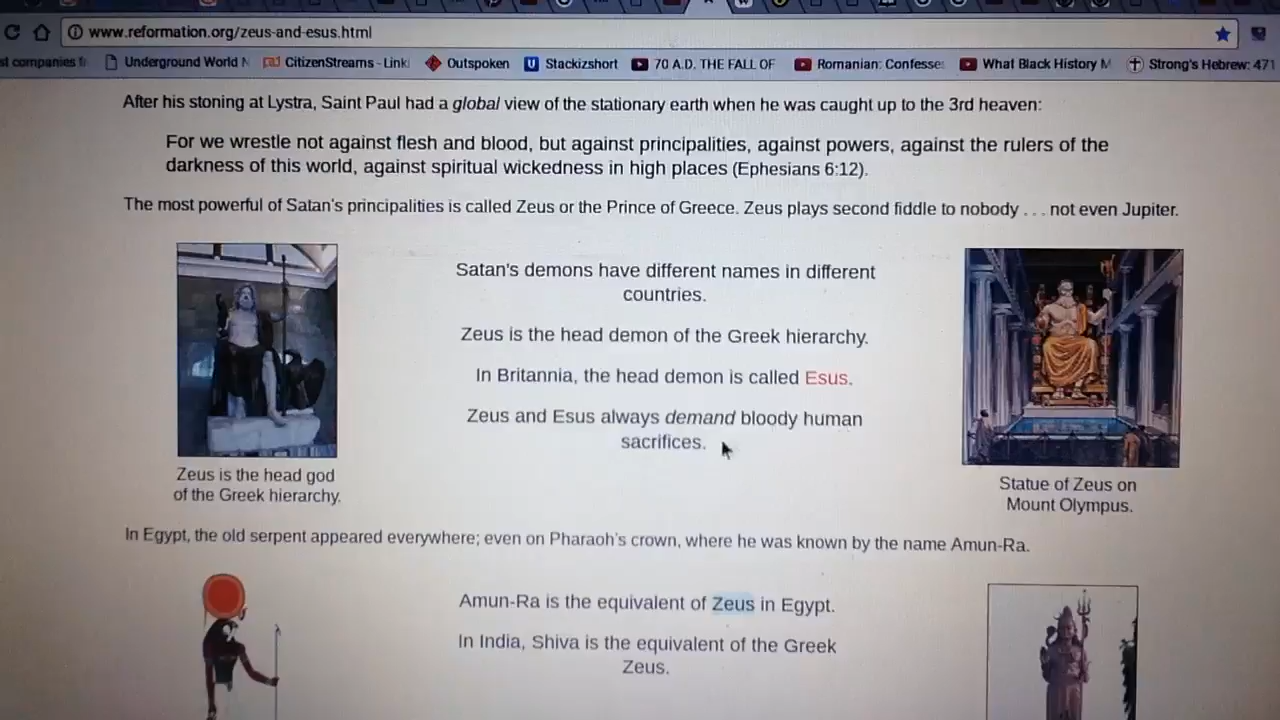 www.reformation.org/zeus-and-esus.html
st companies f
Underground World N
CitizenStreams - Link
Outspoken
Stackizshort
70 A.D. THE FALL OF
Romanian: Confesse
What Black History M
Strong's Hebrew: 471
After his stoning at Lystra, Saint Paul had a global view of the stationary earth when he was caught up to the 3rd heaven:
For we wrestle not against flesh and blood, but against principalities, against powers, against the rulers of the
darkness of this world, against spiritual wickedness in high places (Ephesians 6:12).
The most powerful of Satan's principalities is called Zeus or the Prince of Greece. Zeus plays second fiddle to nobody . . . not even Jupiter.
Satan's demons have different names in different
countries.
Zeus is the head demon of the Greek hierarchy.
In Britannia, the head demon is called Esus.
Zeus and Esus always demand bloody human
sacrifices.
Zeus is the head god
of the Greek hierarchy.
Statue of Zeus on
Mount Olympus.
In Egypt, the old serpent appeared everywhere; even on Pharaoh's crown, where he was known by the name Amun-Ra.
Amun-Ra is the equivalent of Zeus in Egypt.
In India, Shiva is the equivalent of the Greek
Zeus.